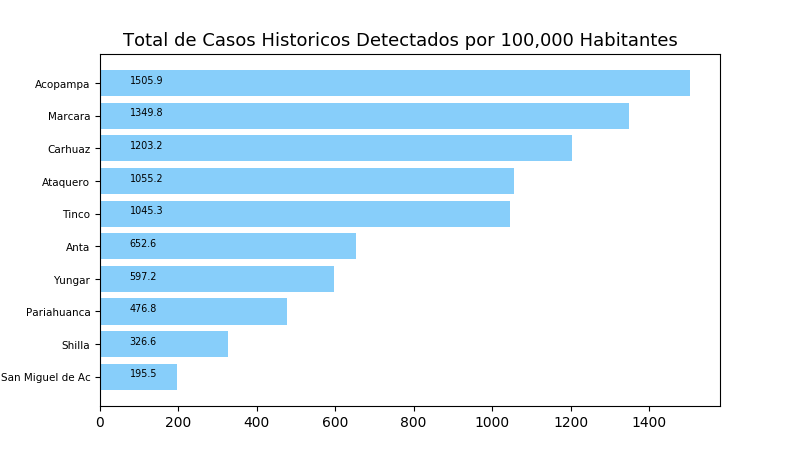 Total de Casos Historicos Detectados por 100,000 Habitantes
Acopampa 1505.9
Marcara 1349.8
Carhuaz 1203.2
Ataquero 1055.2
Tinco 1045.3
Anta 652.6
Yungar 597.2
Pariahuanca 476.8
Shilla 326.6
San Miguel de Ac 195.5
0 200 400 600 800 1000 1200 1400